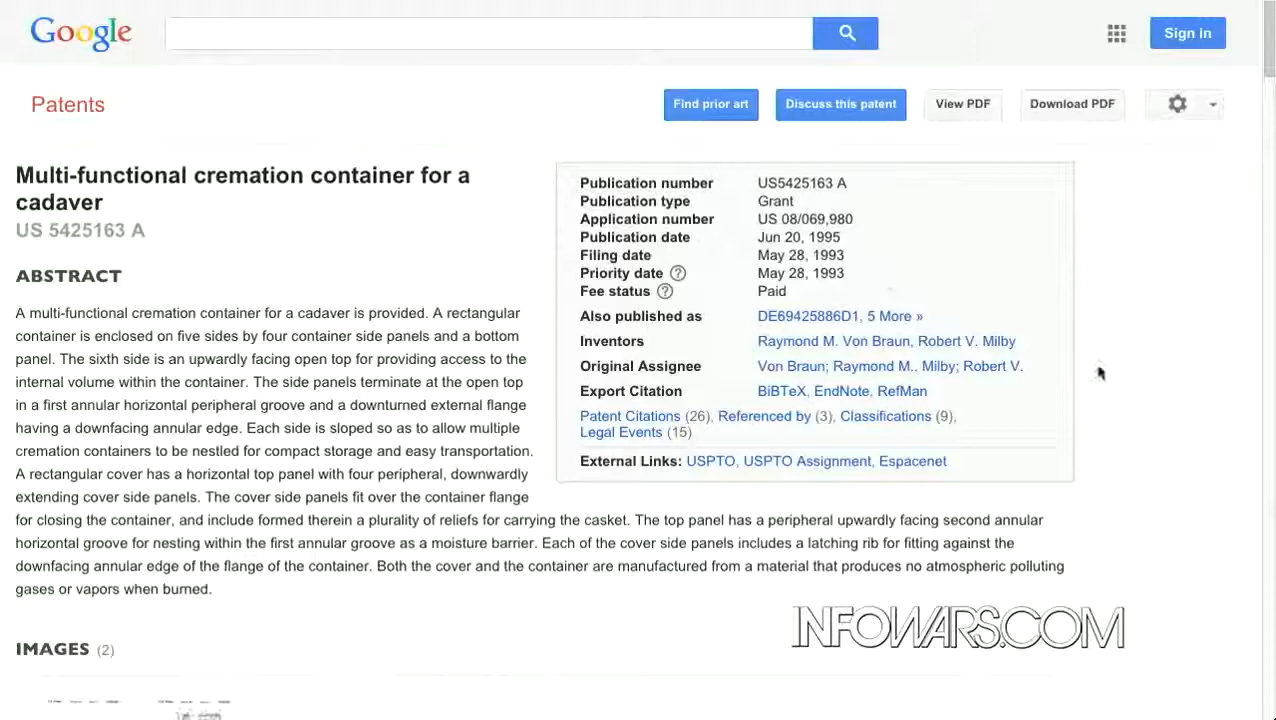 Google
Sign in
Patents
Find prior art
Discuss this patent
View PDF
Download PDF
Multi-functional cremation container for a
cadaver
US 5425163 A
ABSTRACT
A multi-functional cremation container for a cadaver is provided. A rectangular
container is enclosed on five sides by four container side panels and a bottom
panel. The sixth side is an upwardly facing open top for providing access to the
internal volume within the container. The side panels terminate at the open top
in a first annular horizontal peripheral groove and a downturned external flange
having a downfacing annular edge. Each side is sloped so as to allow multiple
cremation containers to be nestled for compact storage and easy transportation.
A rectangular cover has a horizontal top panel with four peripheral, downwardly
extending cover side panels. The cover side panels fit over the container flange
for closing the container, and include formed therein a plurality of reliefs for carrying the casket. The top panel has a peripheral upwardly facing second annular
horizontal groove for nesting within the first annular groove as a moisture barrier. Each of the cover side panels includes a latching rib for fitting against the
downfacing annular edge of the flange of the container. Both the cover and the container are manufactured from a material that produces no atmospheric polluting
gases or vapors when burned.
Publication number US5425163 A
Publication type Grant
Application number US 08/069,980
Publication date Jun 20, 1995
Filing date May 28, 1993
Priority date ? May 28, 1993
Fee status ? Paid
Also published as DE69425886D1, 5 More »
Inventors Raymond M. Von Braun, Robert V. Milby
Original Assignee Von Braun; Raymond M., Milby; Robert V.
Export Citation BiBTeX, EndNote, RefMan
Patent Citations (26), Referenced by (3), Classifications (9),
Legal Events (15)
External Links: USPTO, USPTO Assignment, Espacenet
INFOWARS.COM
IMAGES (2)